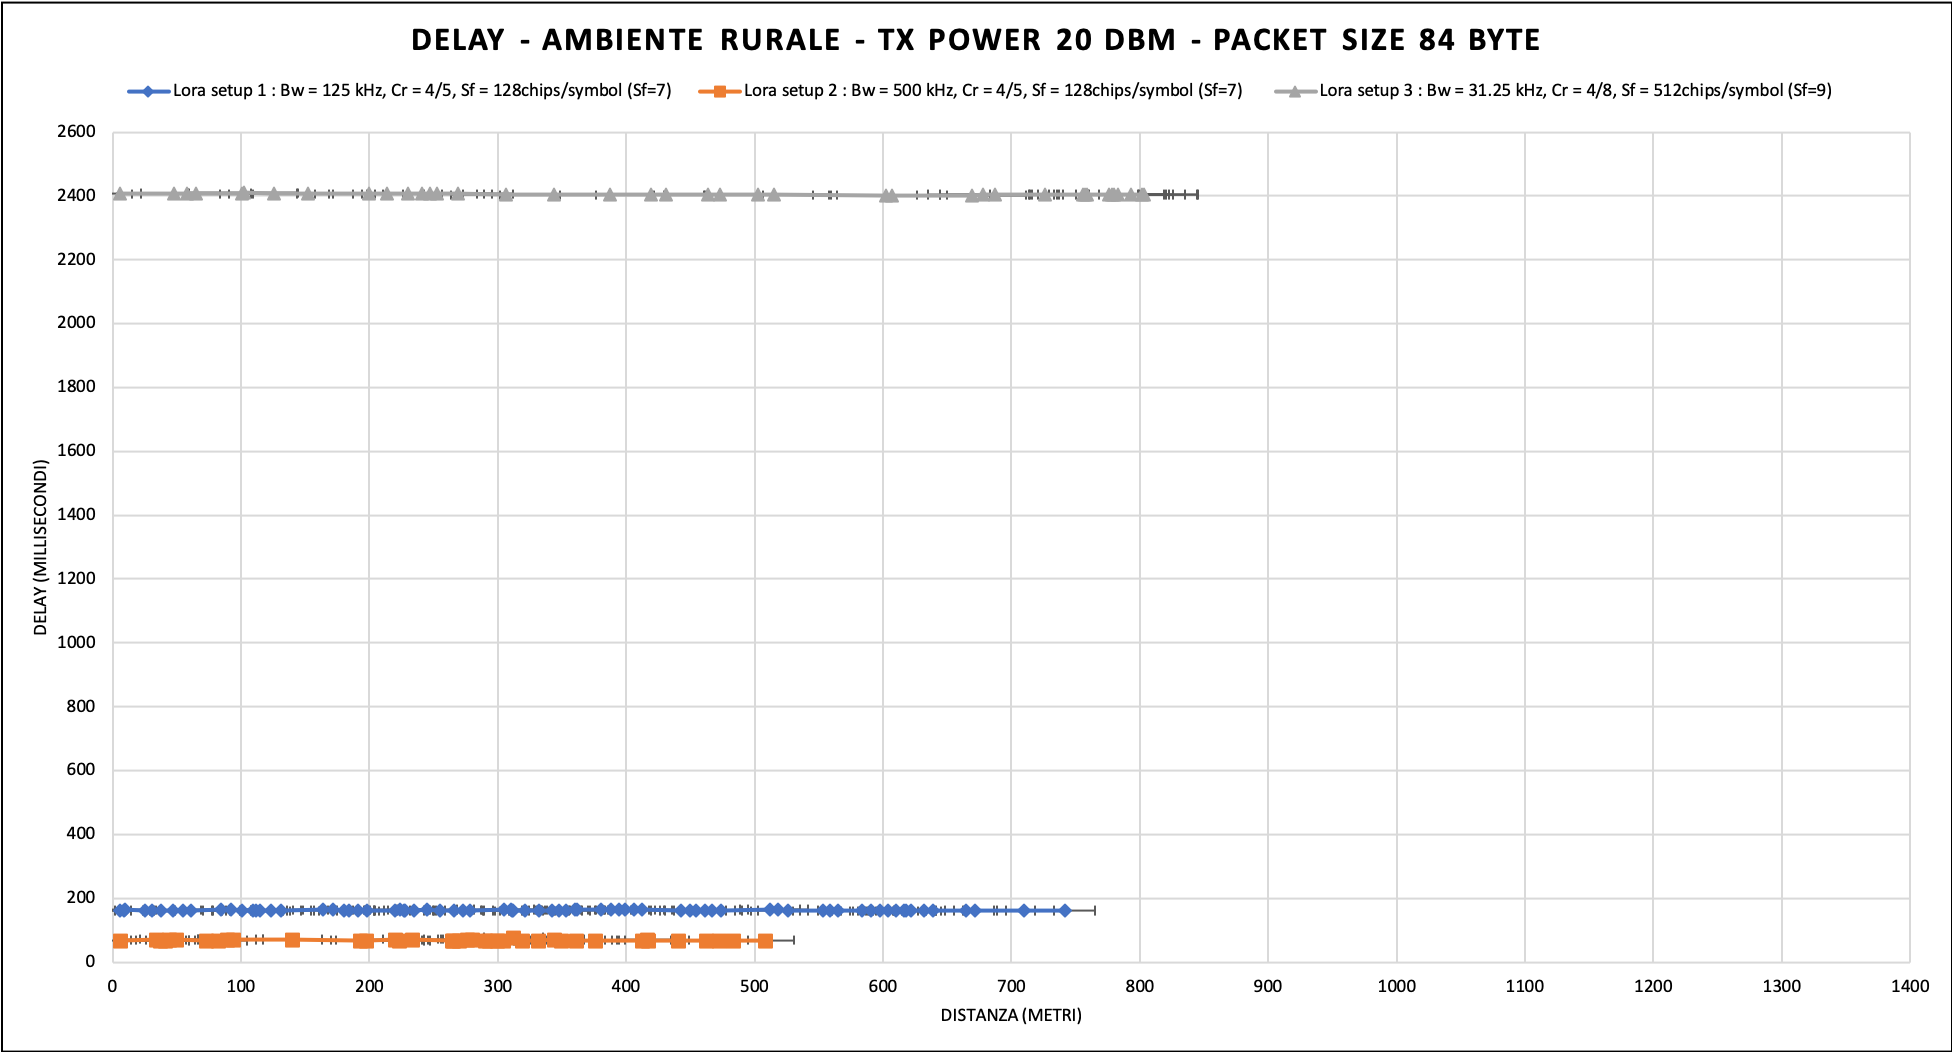 DELAY - AMBIENTE RURALE - TX POWER 20 DBM - PACKET SIZE 84 BYTE
Lora setup 1 : Bw = 125 kHz, Cr = 4/5, Sf = 128chips/symbol (Sf=7) Lora setup 2 : Bw = 500 kHz, Cr = 4/5, Sf = 128chips/symbol (Sf=7) Lora setup 3 : Bw = 31.25 kHz, Cr = 4/8, Sf = 512chips/symbol (Sf=9)
2600
2400
2200
2000
1800
1600
1400
1200
1000
800
600
400
200
0
DELAY (MILLISECONDI)
0 100 200 300 400 500 600 700 800 900 1000 1100 1200 1300 1400
DISTANZA (METRI)